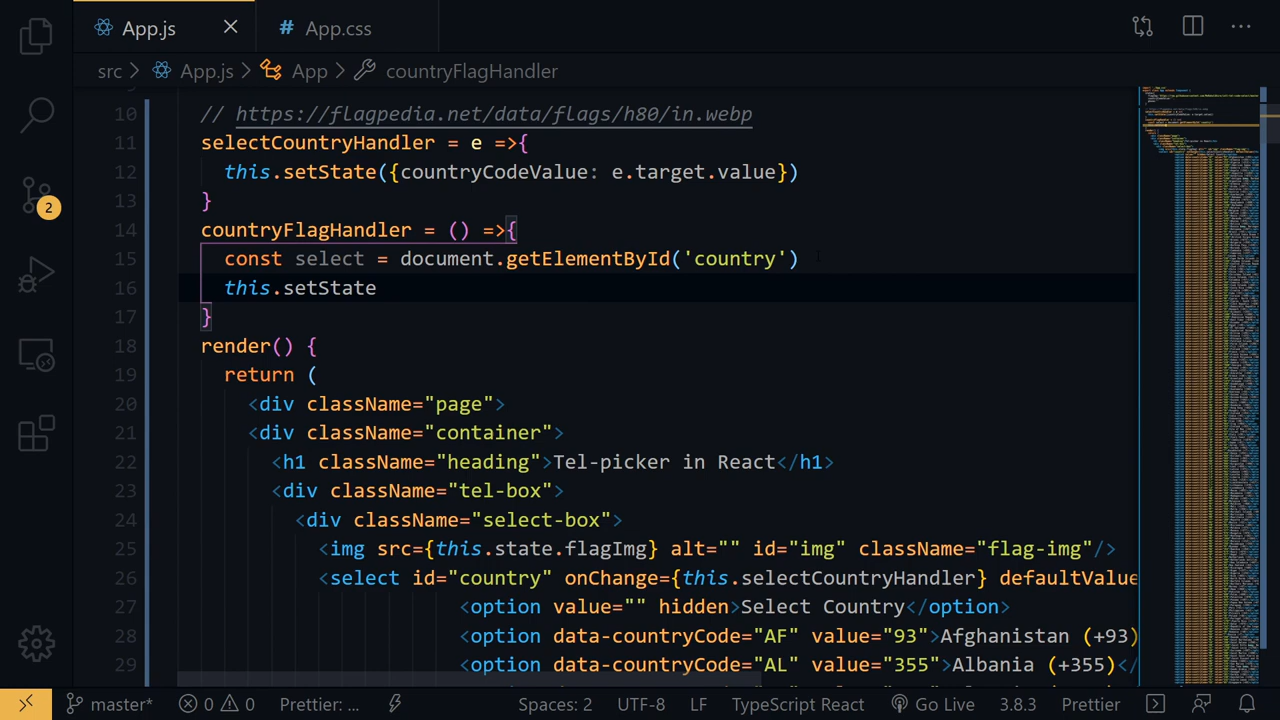 App.js
App.css
src > App.js > App > countryFlagHandler
10 // https://flagpedia.net/data/flags/h80/in.webp
11 selectCountryHandler = e =>{
12 this.setState({countryCodeValue: e.target.value})
13 }
14 countryFlagHandler = () =>{
15 const select = document.getElementById('country')
16 this.setState
17 }
18 render() {
19 return (
20 <div className="page">
21 <div className="container">
22 <h1 className="heading">Tel-picker in React</h1>
23 <div className="tel-box">
24 <div className="select-box">
25 <img src={this.state.flagImg} alt="" id="img" className="flag-img"/>
26 <select id="country" onChange={this.selectCountryHandler} defaultValue
27 <option value="" hidden>Select Country</option>
28 <option data-countryCode="AF" value="93">Afghanistan (+93)
29 <option data-countryCode="AL" value="355">Albania (+355)</
2
master* 0 0 Prettier: ... Spaces: 2 UTF-8 LF TypeScript React Go Live 3.8.3 Prettier